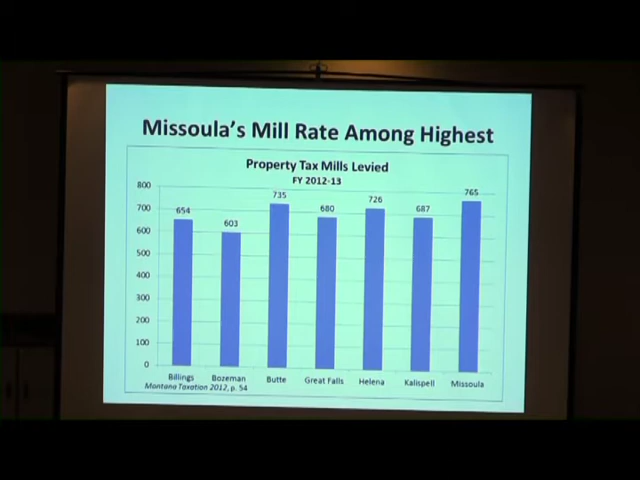 Missoula's Mill Rate Among Highest
Property Tax Mills Levied
FY 2012-13
800
700
600
500
400
300
200
100
0
654
603
735
680
726
687
765
Billings
Bozeman
Butte
Great Falls
Helena
Kalispell
Missoula
Montana Taxation 2012, p. 54